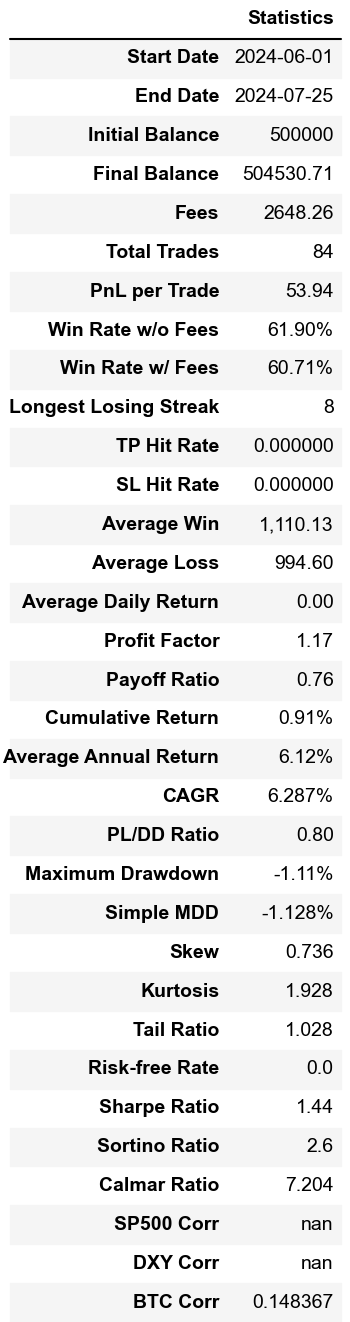 Statistics
Start Date 2024-06-01
End Date 2024-07-25
Initial Balance 500000
Final Balance 504530.71
Fees 2648.26
Total Trades 84
PnL per Trade 53.94
Win Rate w/o Fees 61.90%
Win Rate w/ Fees 60.71%
Longest Losing Streak 8
TP Hit Rate 0.000000
SL Hit Rate 0.000000
Average Win 1,110.13
Average Loss 994.60
Average Daily Return 0.00
Profit Factor 1.17
Payoff Ratio 0.76
Cumulative Return 0.91%
Average Annual Return 6.12%
CAGR 6.287%
PL/DD Ratio 0.80
Maximum Drawdown -1.11%
Simple MDD -1.128%
Skew 0.736
Kurtosis 1.928
Tail Ratio 1.028
Risk-free Rate 0.0
Sharpe Ratio 1.44
Sortino Ratio 2.6
Calmar Ratio 7.204
SP500 Corr nan
DXY Corr nan
BTC Corr 0.148367